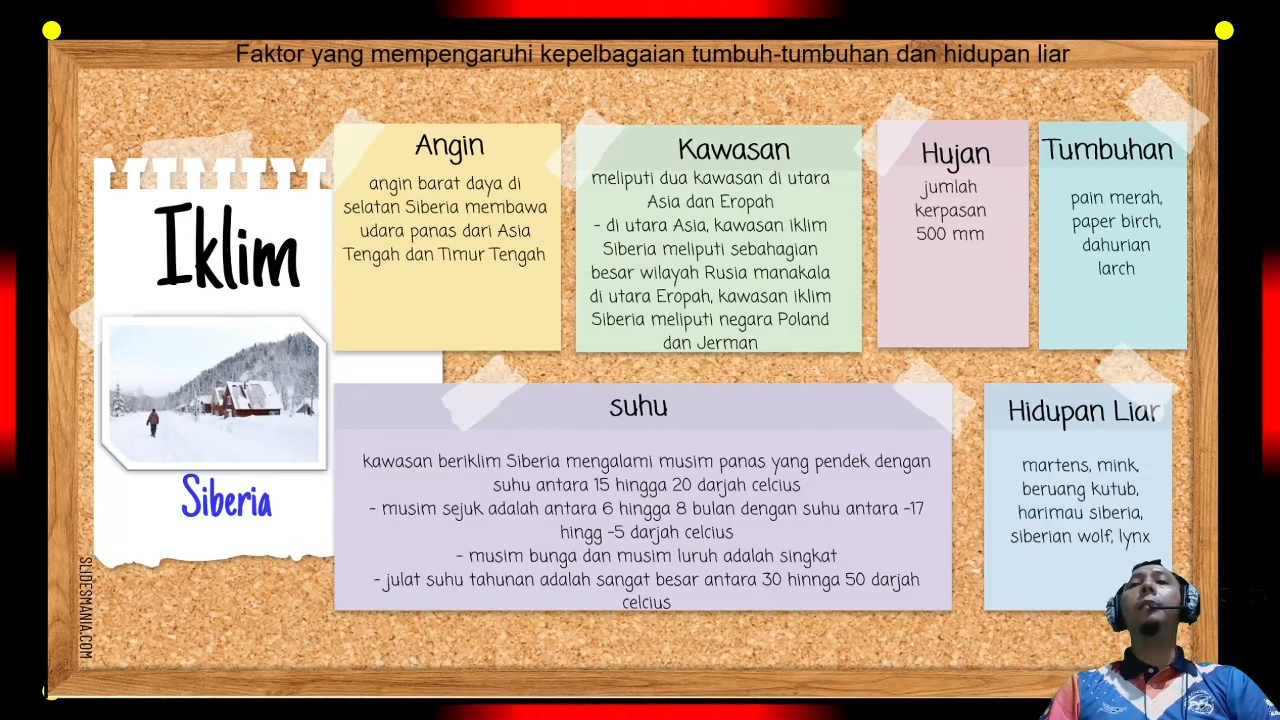 Faktor yang mempengaruhi kepelbagaian tumbuh-tumbuhan dan hidupan liar
Iklim
Siberia
Angin
angin barat daya di
selatan Siberia membawa
udara panas dari Asia
Tengah dan Timur Tengah
Kawasan
meliputi dua kawasan di utara
Asia dan Eropah
- di utara Asia, kawasan iklim
Siberia meliputi sebahagian
besar wilayah Rusia manakala
di utara Eropah, kawasan iklim
Siberia meliputi negara Poland
dan Jerman
Hujan
jumlah
kerpasan
500 mm
Tumbuhan
pain merah,
paper birch,
dahurian
larch
suhu
kawasan beriklim Siberia mengalami musim panas yang pendek dengan
suhu antara 15 hingga 20 darjah celcius
- musim sejuk adalah antara 6 hingga 8 bulan dengan suhu antara -17
hingg -5 darjah celcius
- musim bunga dan musim luruh adalah singkat
- julat suhu tahunan adalah sangat besar antara 30 hinnga 50 darjah
celcius
Hidupan Liar
martens, mink,
beruang kutub,
harimau siberia,
siberian wolf, lynx
SLIDESMANIA.COM